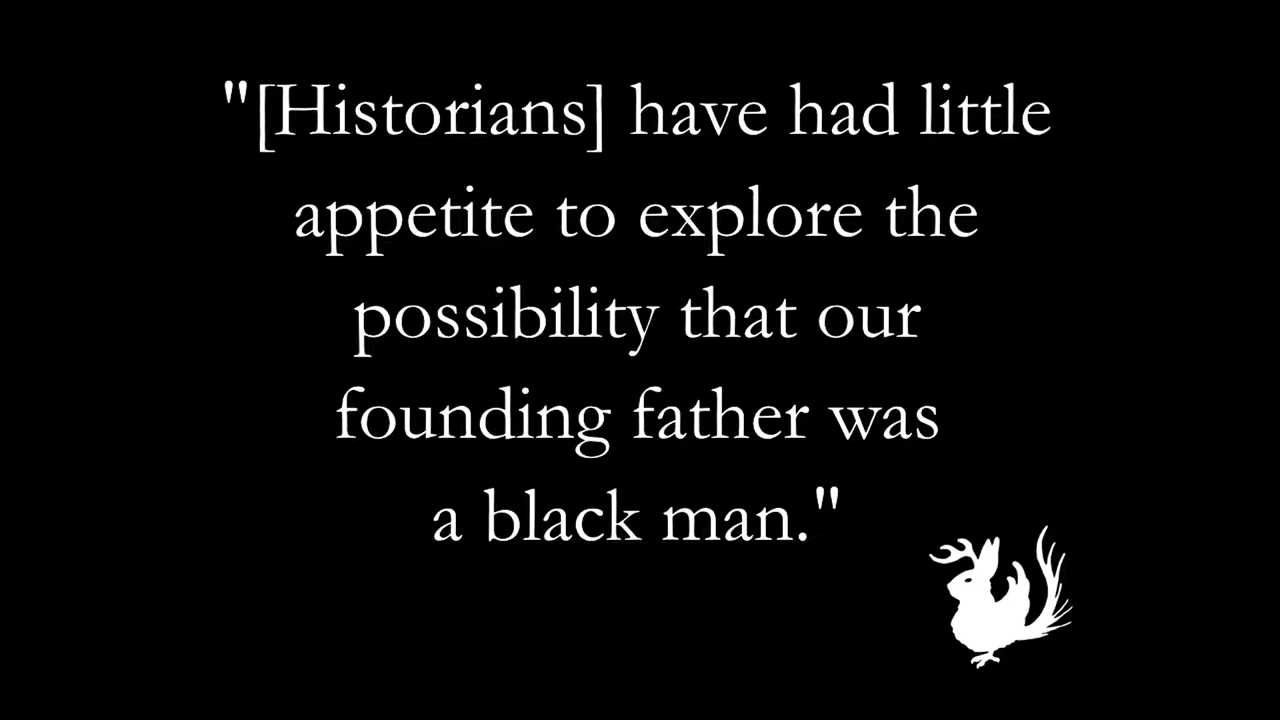 "[Historians] have had little
appetite to explore the
possibility that our
founding father was
a black man."